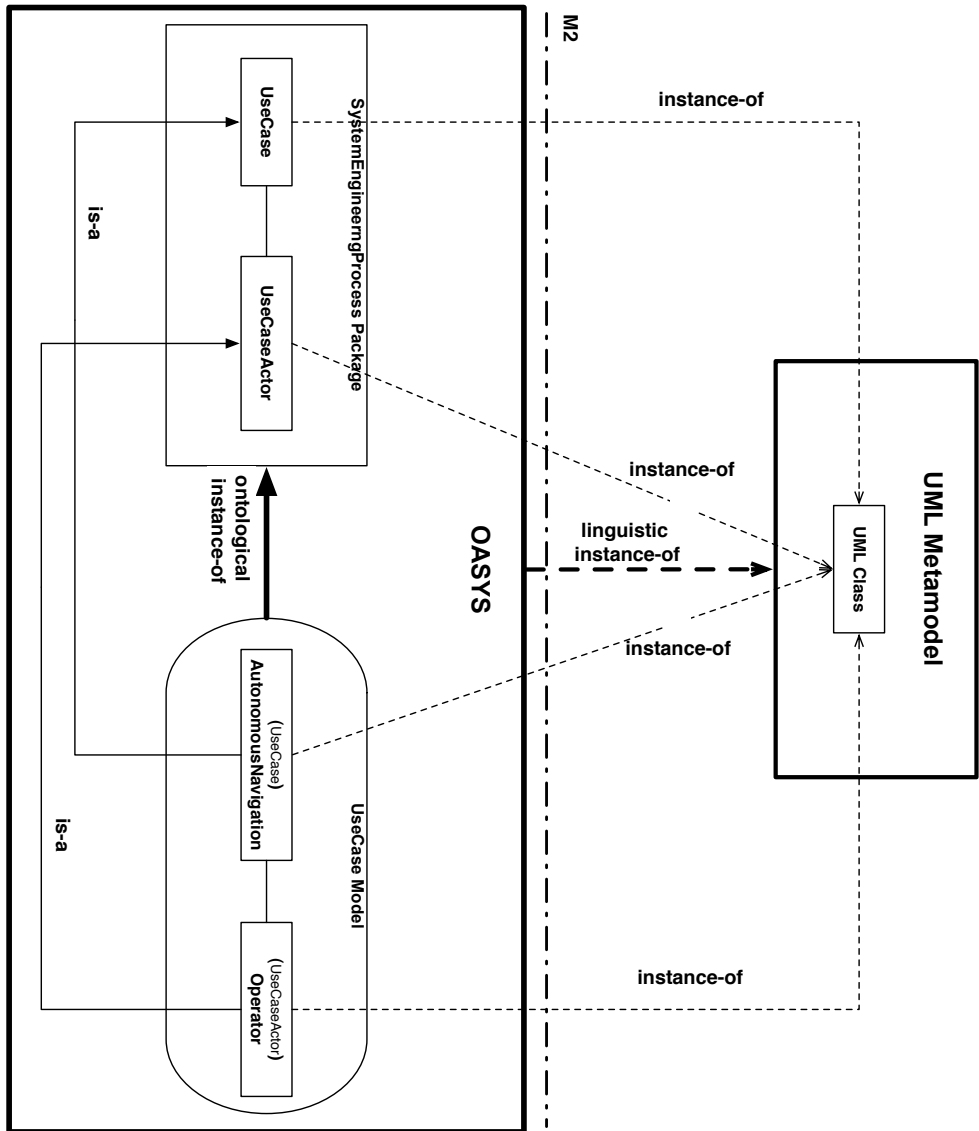 M2
UML Metamodel
UML Class
instance-of
instance-of
linguistic
instance-of
instance-of
instance-of
OASYS
SystemEngineerngProcess Package
UseCase
UseCaseActor
ontological
instance-of
UseCase Model
(UseCase)
AutonomousNavigation
(UseCaseActor)
Operator
is-a
is-a